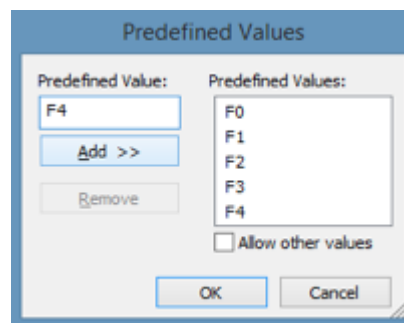 Predefined Values
Predefined Value:
F4
Add >>
Remove
Predefined Values:
F0
F1
F2
F3
F4
Allow other values
OK
Cancel